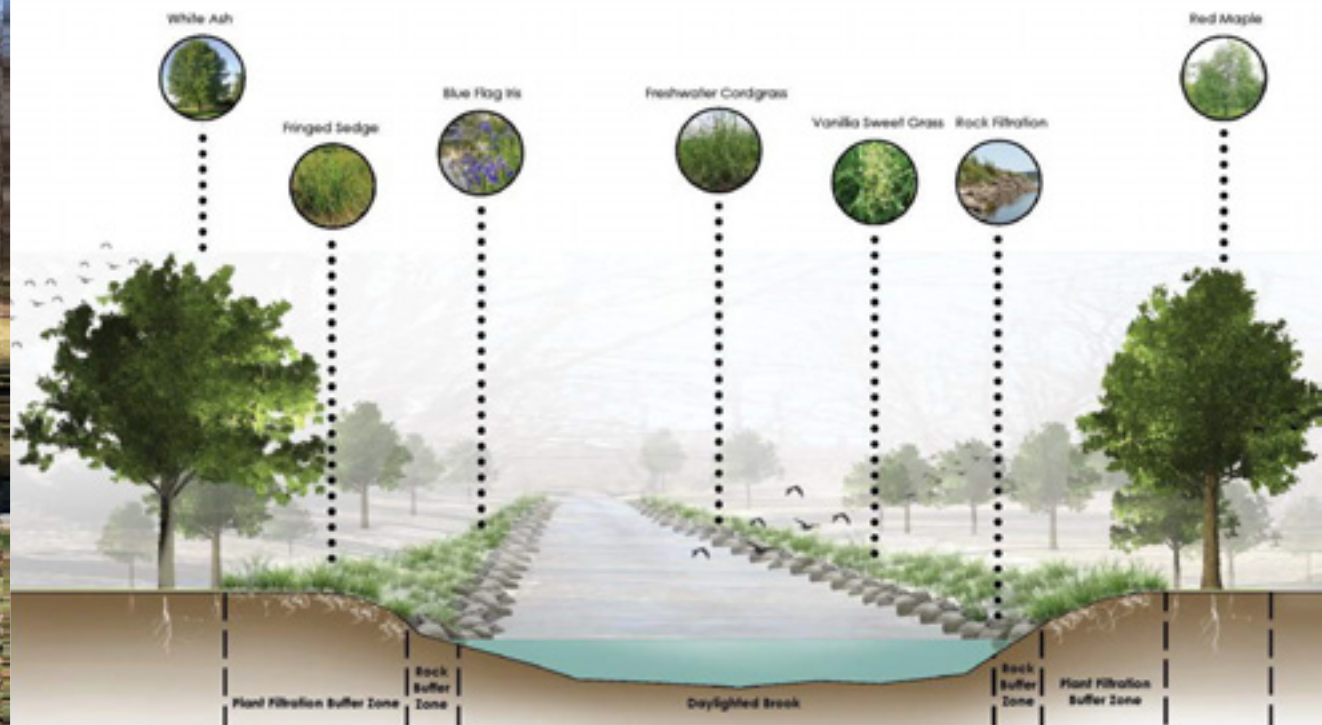 White Ash
Red Maple
Blue Flag Iris
Freshwater Cordgrass
Fringed Sedge
Vanillia Sweet Grass
Rock Filtration
Plant Filtration Buffer Zone
Rock
Buffer
Zone
Daylighted Brook
Rock
Buffer
Zone
Plant Filtration
Buffer Zone